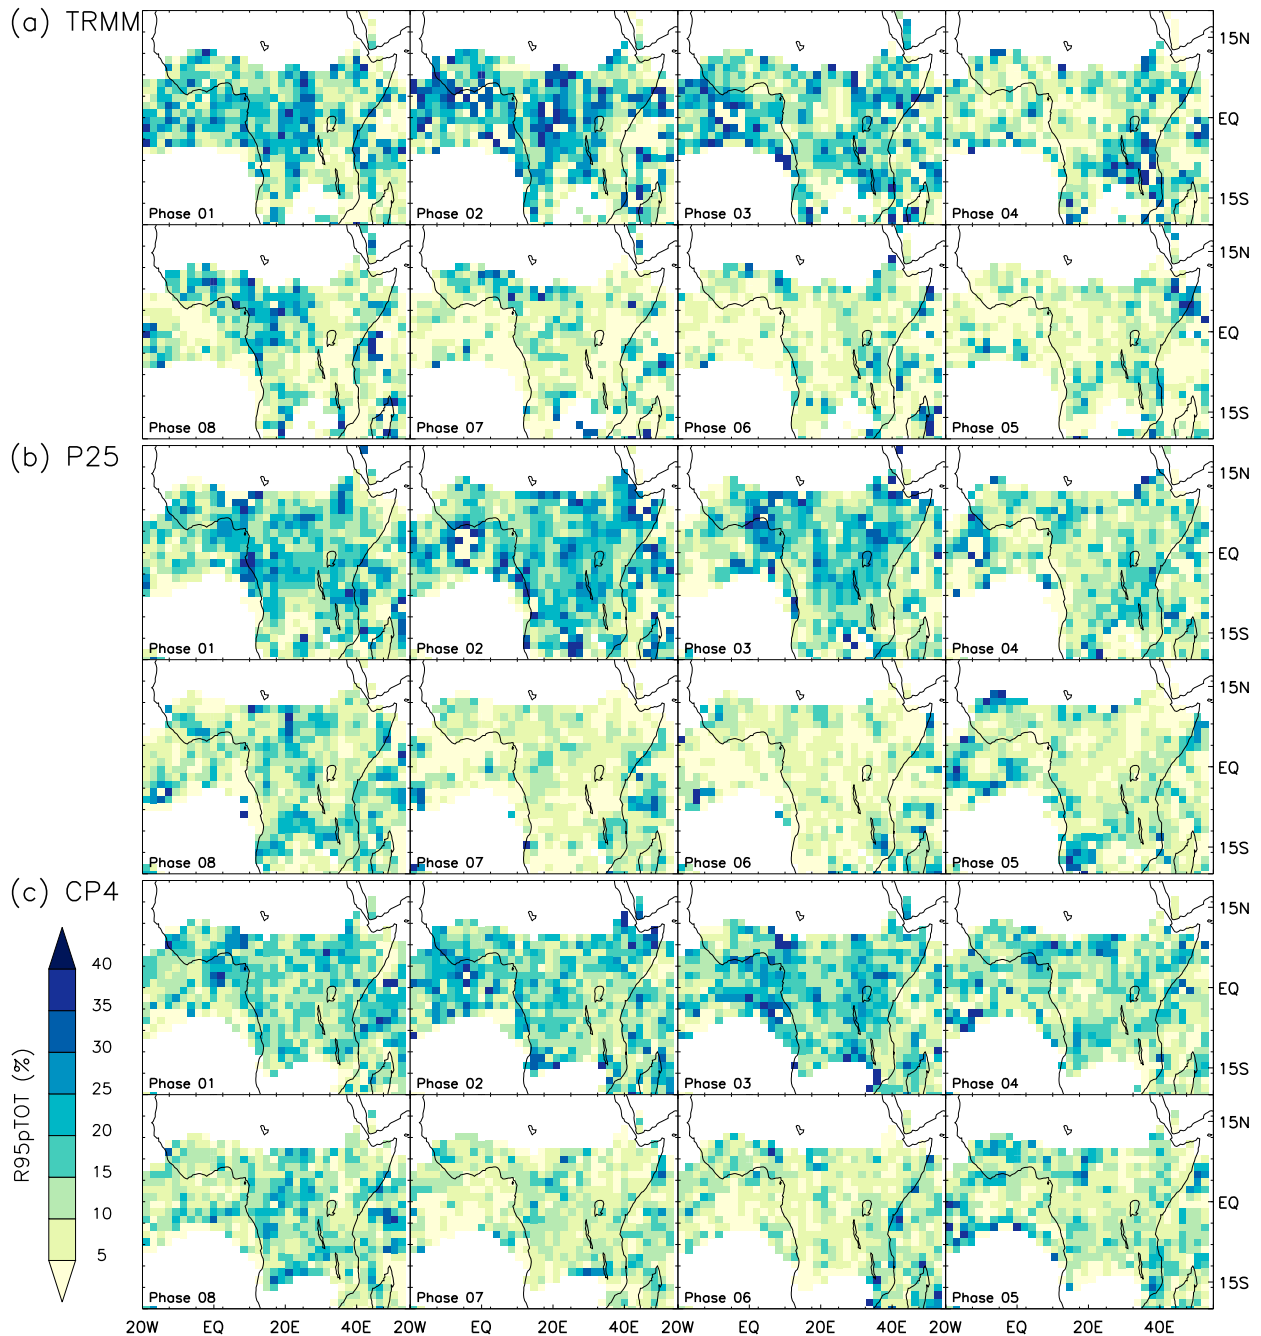 (a) TRMM
Phase 01
Phase 02
Phase 03
Phase 04
15N
EQ
15S
Phase 08
Phase 07
Phase 06
Phase 05
15N
EQ
15S
(b) P25
Phase 01
Phase 02
Phase 03
Phase 04
15N
EQ
15S
Phase 08
Phase 07
Phase 06
Phase 05
15N
EQ
15S
(c) CP4
Phase 01
Phase 02
Phase 03
Phase 04
15N
EQ
15S
Phase 08
Phase 07
Phase 06
Phase 05
15N
EQ
15S
R95pTOT (%)
40
35
30
25
20
15
10
5
20W EQ 20E 40E 20W EQ 20E 40E 20W EQ 20E 40E 20W EQ 20E 40E